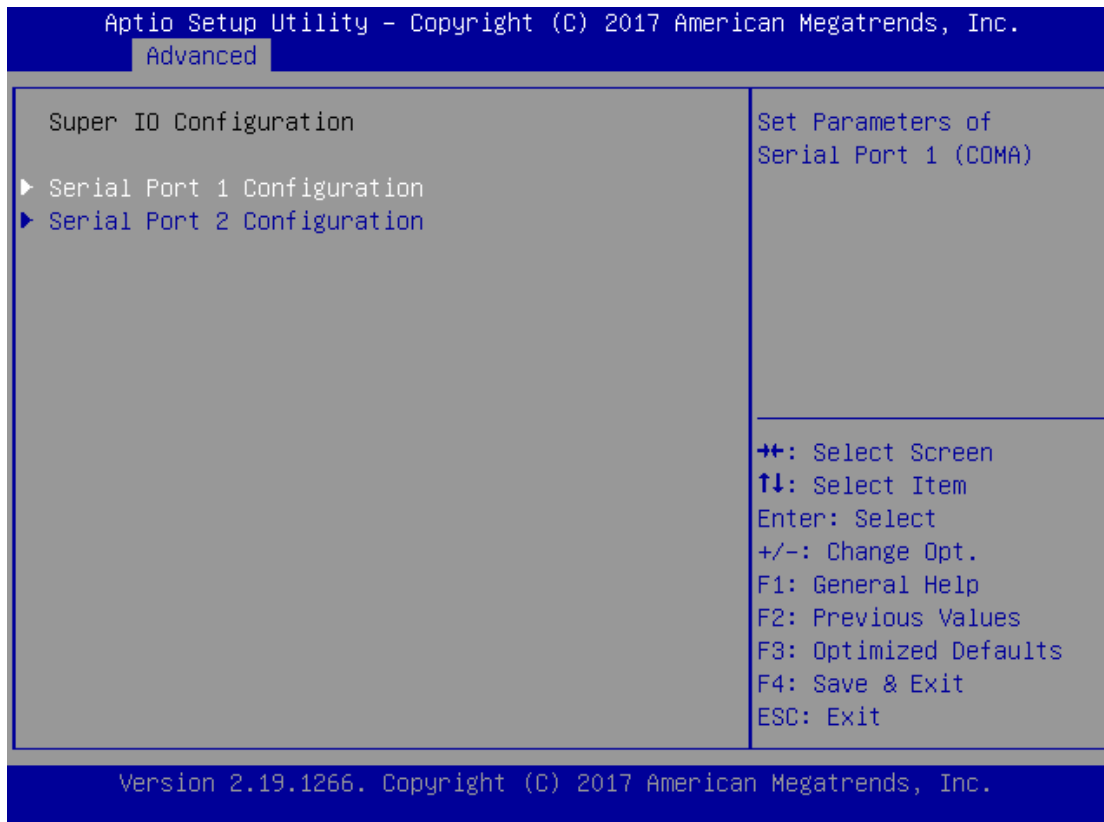 Aptio Setup Utility – Copyright (C) 2017 American Megatrends, Inc.
Advanced
Super IO Configuration
Serial Port 1 Configuration
Serial Port 2 Configuration
Set Parameters of
Serial Port 1 (COMA)
→←: Select Screen
↑↓: Select Item
Enter: Select
+/-: Change Opt.
F1: General Help
F2: Previous Values
F3: Optimized Defaults
F4: Save & Exit
ESC: Exit
Version 2.19.1266. Copyright (C) 2017 American Megatrends, Inc.